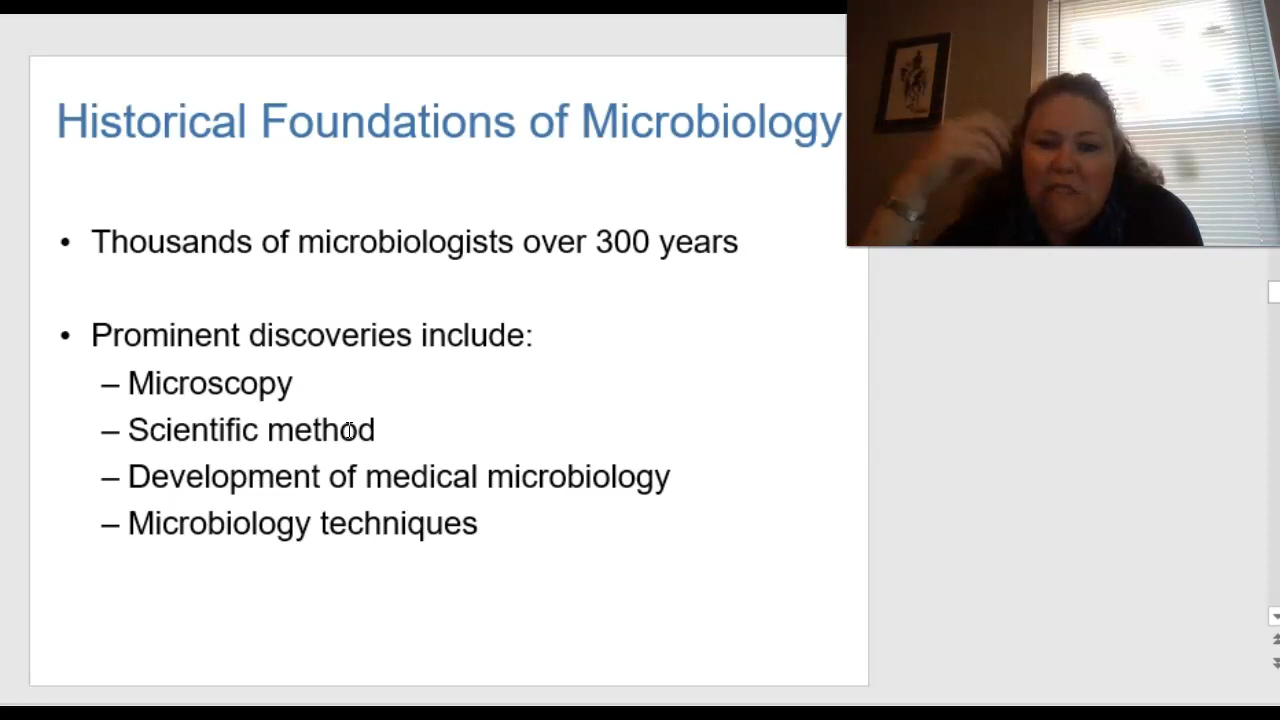 Historical Foundations of Microbiology
• Thousands of microbiologists over 300 years
• Prominent discoveries include:
– Microscopy
– Scientific method
– Development of medical microbiology
– Microbiology techniques